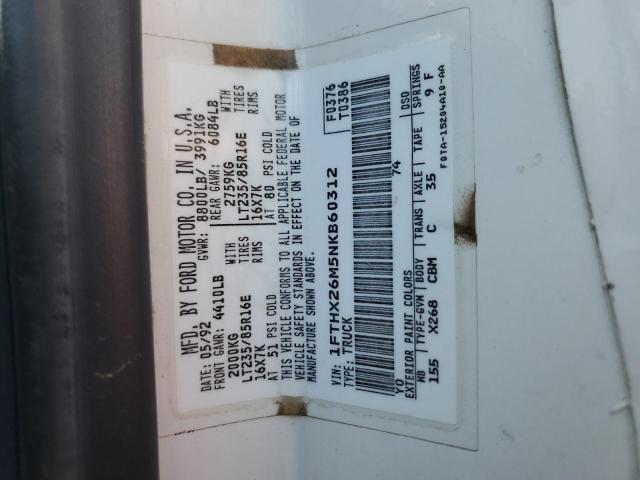 MFD. BY FORD MOTOR CO. IN U.S.A.
DATE: 05/92 GVWR: 8800LB/ 3991KG
FRONT GAWR: 4410LB REAR GAWR: 6084LB
2000KG WITH 2759KG WITH
LT235/85R16E TIRES LT235/85R16E TIRES
16X7K RIMS 16X7K RIMS
AT 51 PSI COLD AT 80 PSI COLD
THIS VEHICLE CONFORMS TO ALL APPLICABLE FEDERAL MOTOR
VEHICLE SAFETY STANDARDS IN EFFECT ON THE DATE OF
MANUFACTURE SHOWN ABOVE.
VIN: 1FTHX26M5NKB60312
TYPE: TRUCK
F0376
T0386
74
YO
EXTERIOR PAINT COLORS DSO
WB TYPE-GVW BODY TRANS AXLE TAPE SPRINGS
155 X268 CBM C 35 9 F
FOTA-15204A10-AA